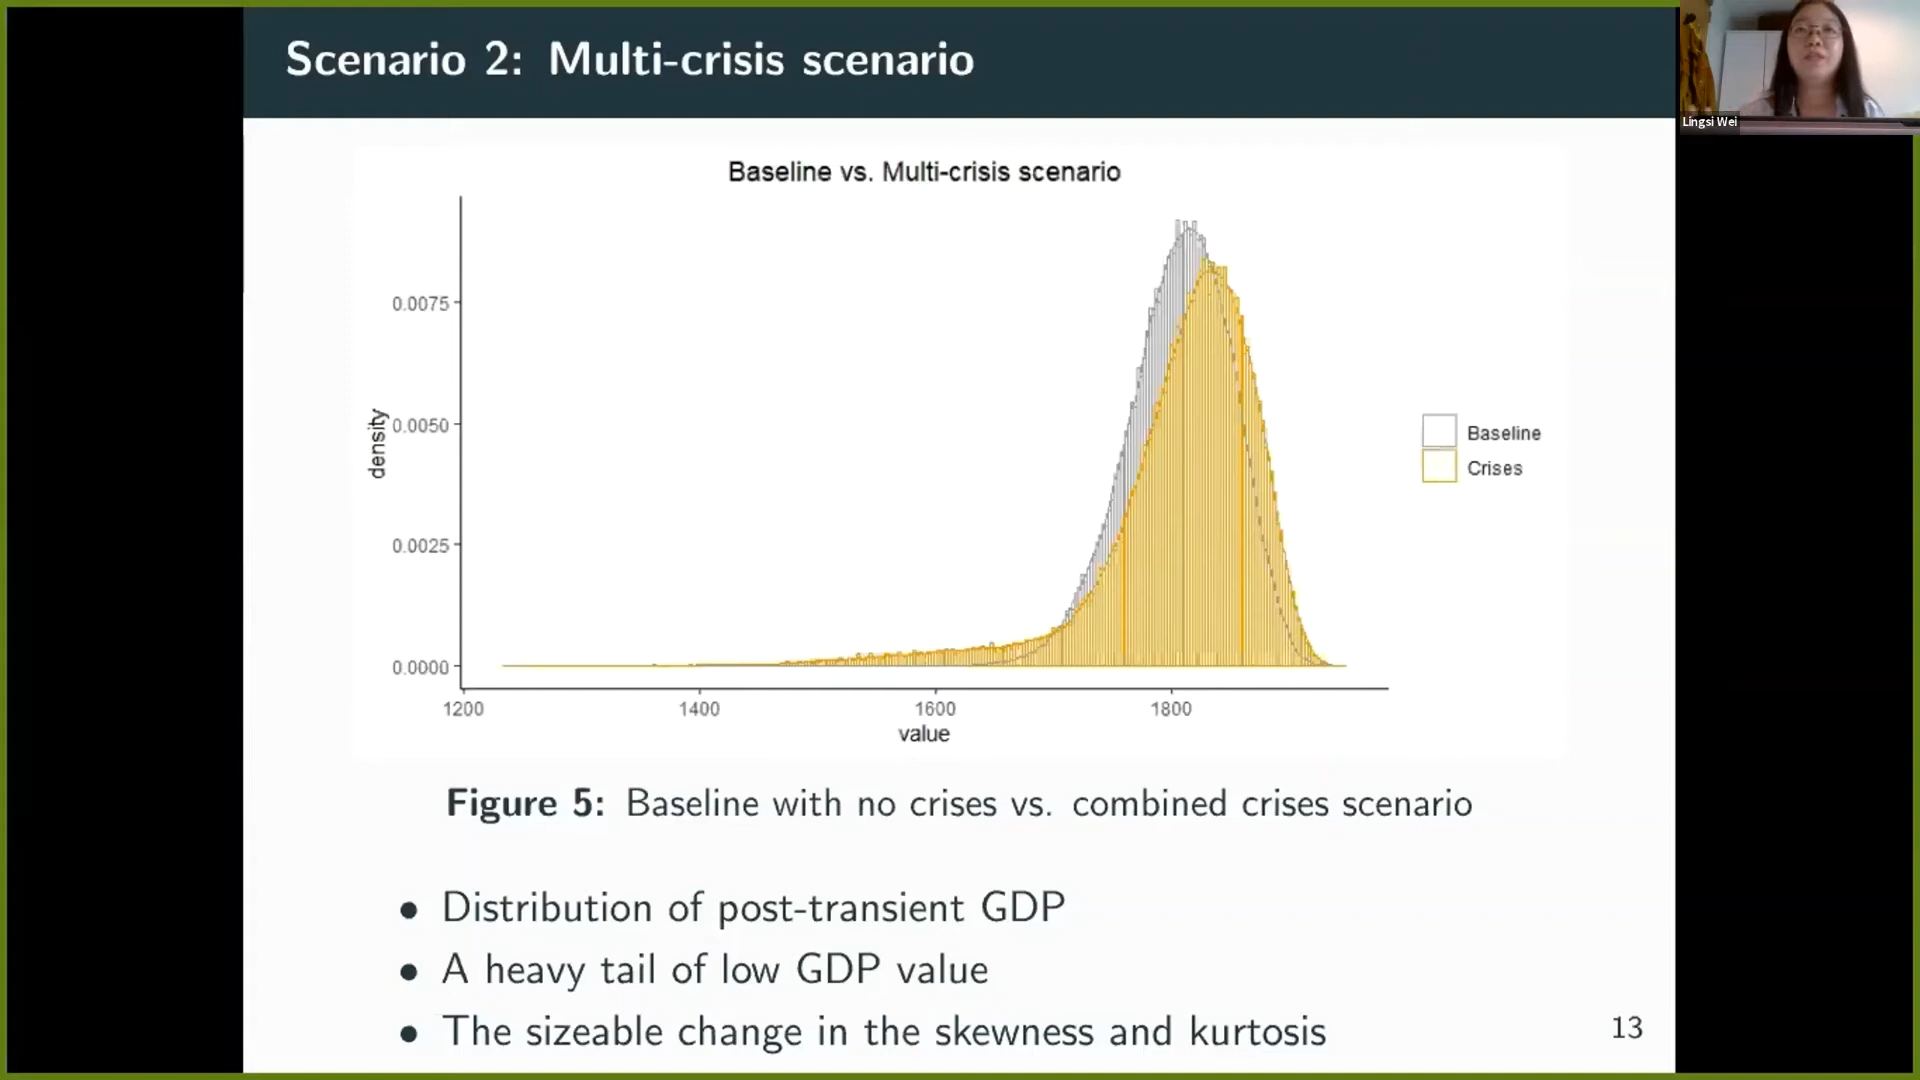 Scenario 2: Multi-crisis scenario
Lingsi Wei
Baseline vs. Multi-crisis scenario
0.0075
0.0050
0.0025
0.0000
density
1200 1400 1600 1800
value
Baseline
Crises
Figure 5: Baseline with no crises vs. combined crises scenario
• Distribution of post-transient GDP
• A heavy tail of low GDP value
• The sizeable change in the skewness and kurtosis
13